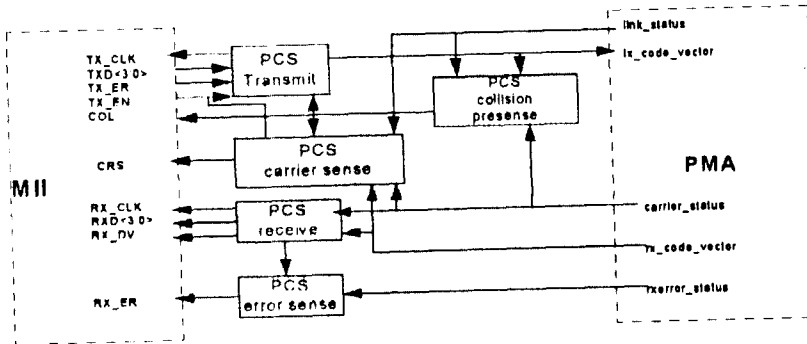 link_status
TX_CLK
TXD<3:0>
TX_ER
TX_EN
COL
PCS
Transmit
tx_code_vector
PCS
collision
presense
CRS
PCS
carrier sense
MII
PMA
RX_CLK
RXD<3:0>
RX_DV
PCS
receive
carrier_status
rx_code_vector
RX_ER
PCS
error sense
rxerror_status